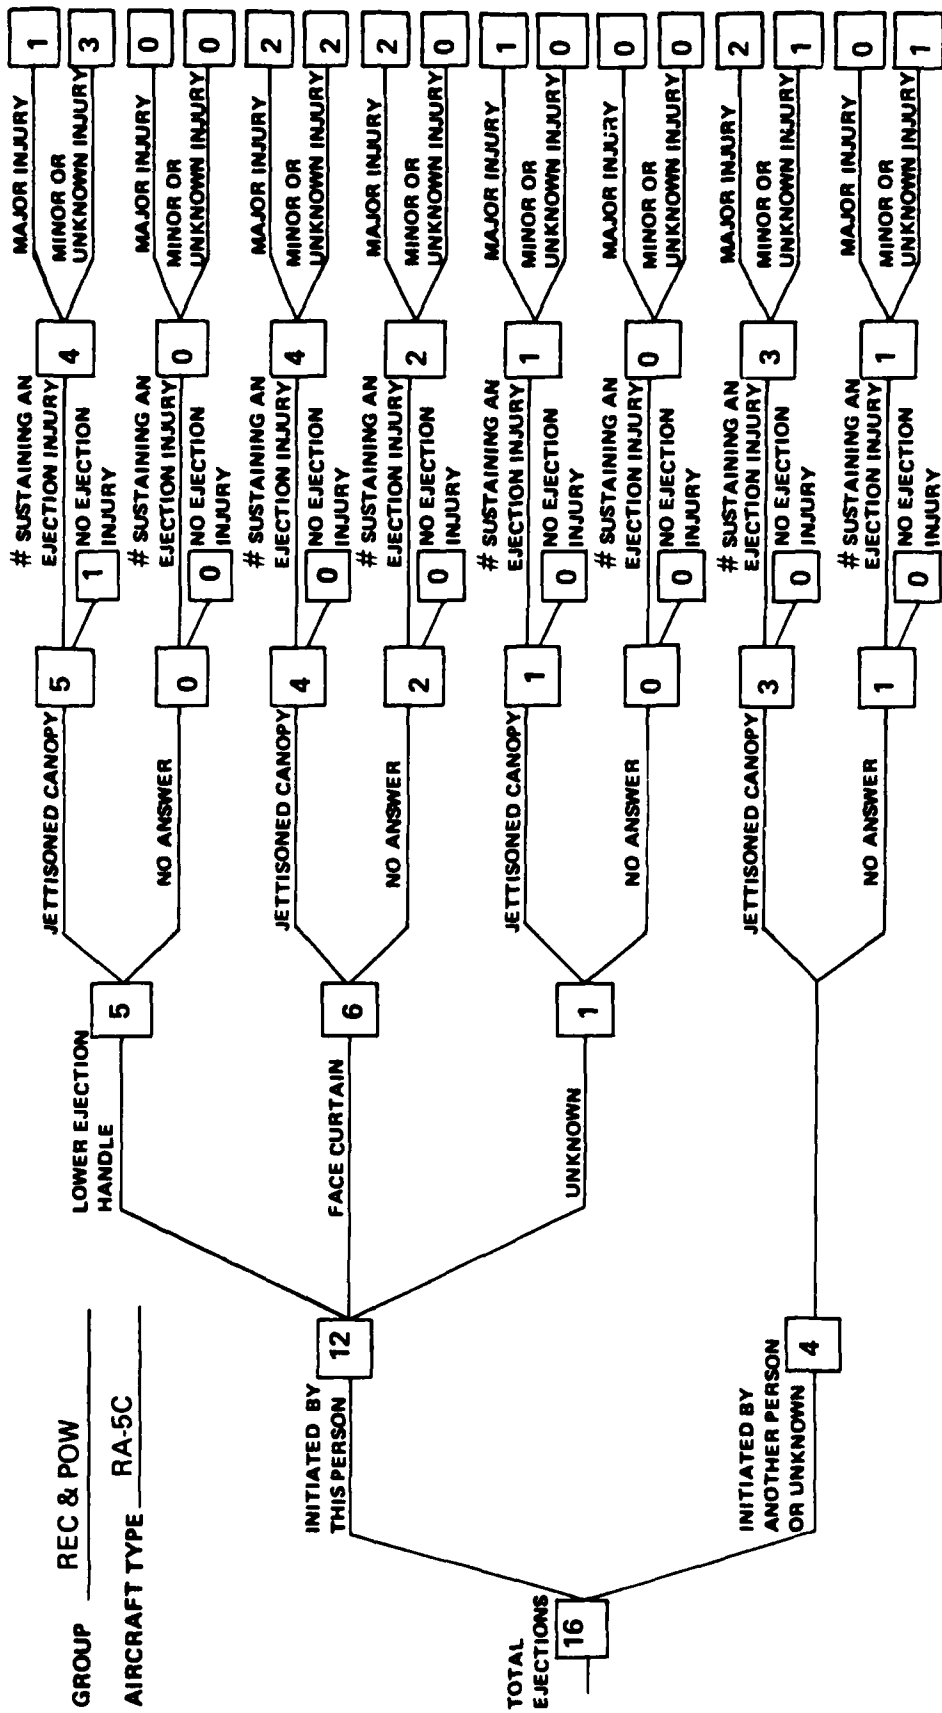 GROUP REC & POW
AIRCRAFT TYPE RA-5C
TOTAL
EJECTIONS
16
INITIATED BY
THIS PERSON
12
INITIATED BY
ANOTHER PERSON
OR UNKNOWN
4
LOWER EJECTION
HANDLE
5
FACE CURTAIN
6
UNKNOWN
1
JETTISONED CANOPY
5
# SUSTAINING AN
EJECTION INJURY
4
NO EJECTION
INJURY
1
MAJOR INJURY
1
MINOR OR
UNKNOWN INJURY
3
NO ANSWER
0
# SUSTAINING AN
EJECTION INJURY
0
NO EJECTION
INJURY
0
MAJOR INJURY
0
MINOR OR
UNKNOWN INJURY
0
JETTISONED CANOPY
4
# SUSTAINING AN
EJECTION INJURY
4
NO EJECTION
INJURY
0
MAJOR INJURY
2
MINOR OR
UNKNOWN INJURY
2
NO ANSWER
2
# SUSTAINING AN
EJECTION INJURY
2
NO EJECTION
INJURY
0
MAJOR INJURY
2
MINOR OR
UNKNOWN INJURY
0
JETTISONED CANOPY
1
# SUSTAINING AN
EJECTION INJURY
1
NO EJECTION
INJURY
0
MAJOR INJURY
1
MINOR OR
UNKNOWN INJURY
0
NO ANSWER
0
# SUSTAINING AN
EJECTION INJURY
0
NO EJECTION
INJURY
0
MAJOR INJURY
0
MINOR OR
UNKNOWN INJURY
0
JETTISONED CANOPY
3
# SUSTAINING AN
EJECTION INJURY
3
NO EJECTION
INJURY
0
MAJOR INJURY
2
MINOR OR
UNKNOWN INJURY
1
NO ANSWER
1
# SUSTAINING AN
EJECTION INJURY
1
NO EJECTION
INJURY
0
MAJOR INJURY
0
MINOR OR
UNKNOWN INJURY
1